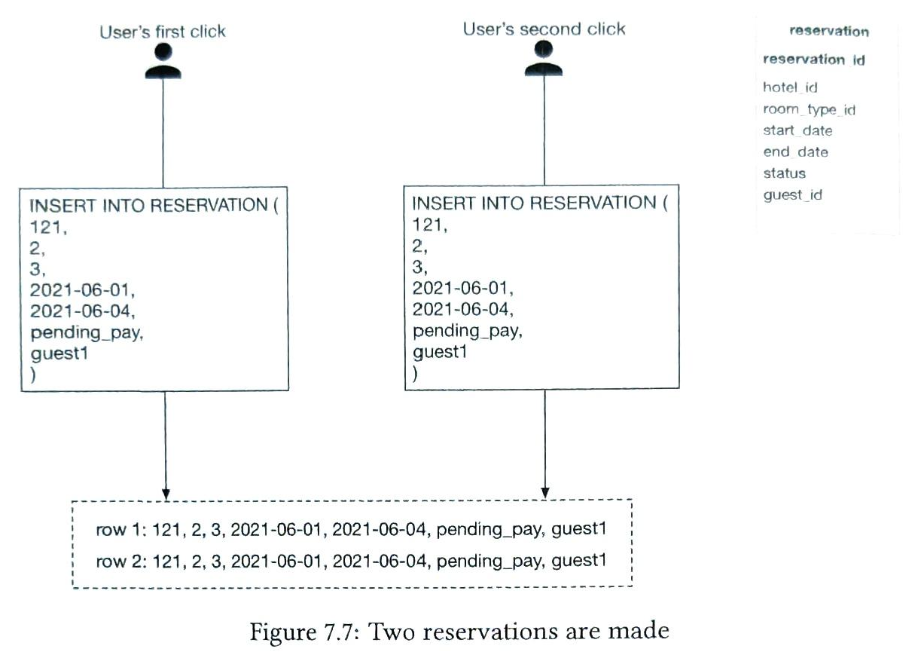 User's first click
User's second click
reservation
reservation_id
hotel_id
room_type_id
start_date
end_date
status
guest_id
INSERT INTO RESERVATION (
121,
2,
3,
2021-06-01,
2021-06-04,
pending_pay,
guest1
)
INSERT INTO RESERVATION (
121,
2,
3,
2021-06-01,
2021-06-04,
pending_pay,
guest1
)
row 1: 121, 2, 3, 2021-06-01, 2021-06-04, pending_pay, guest1
row 2: 121, 2, 3, 2021-06-01, 2021-06-04, pending_pay, guest1
Figure 7.7: Two reservations are made